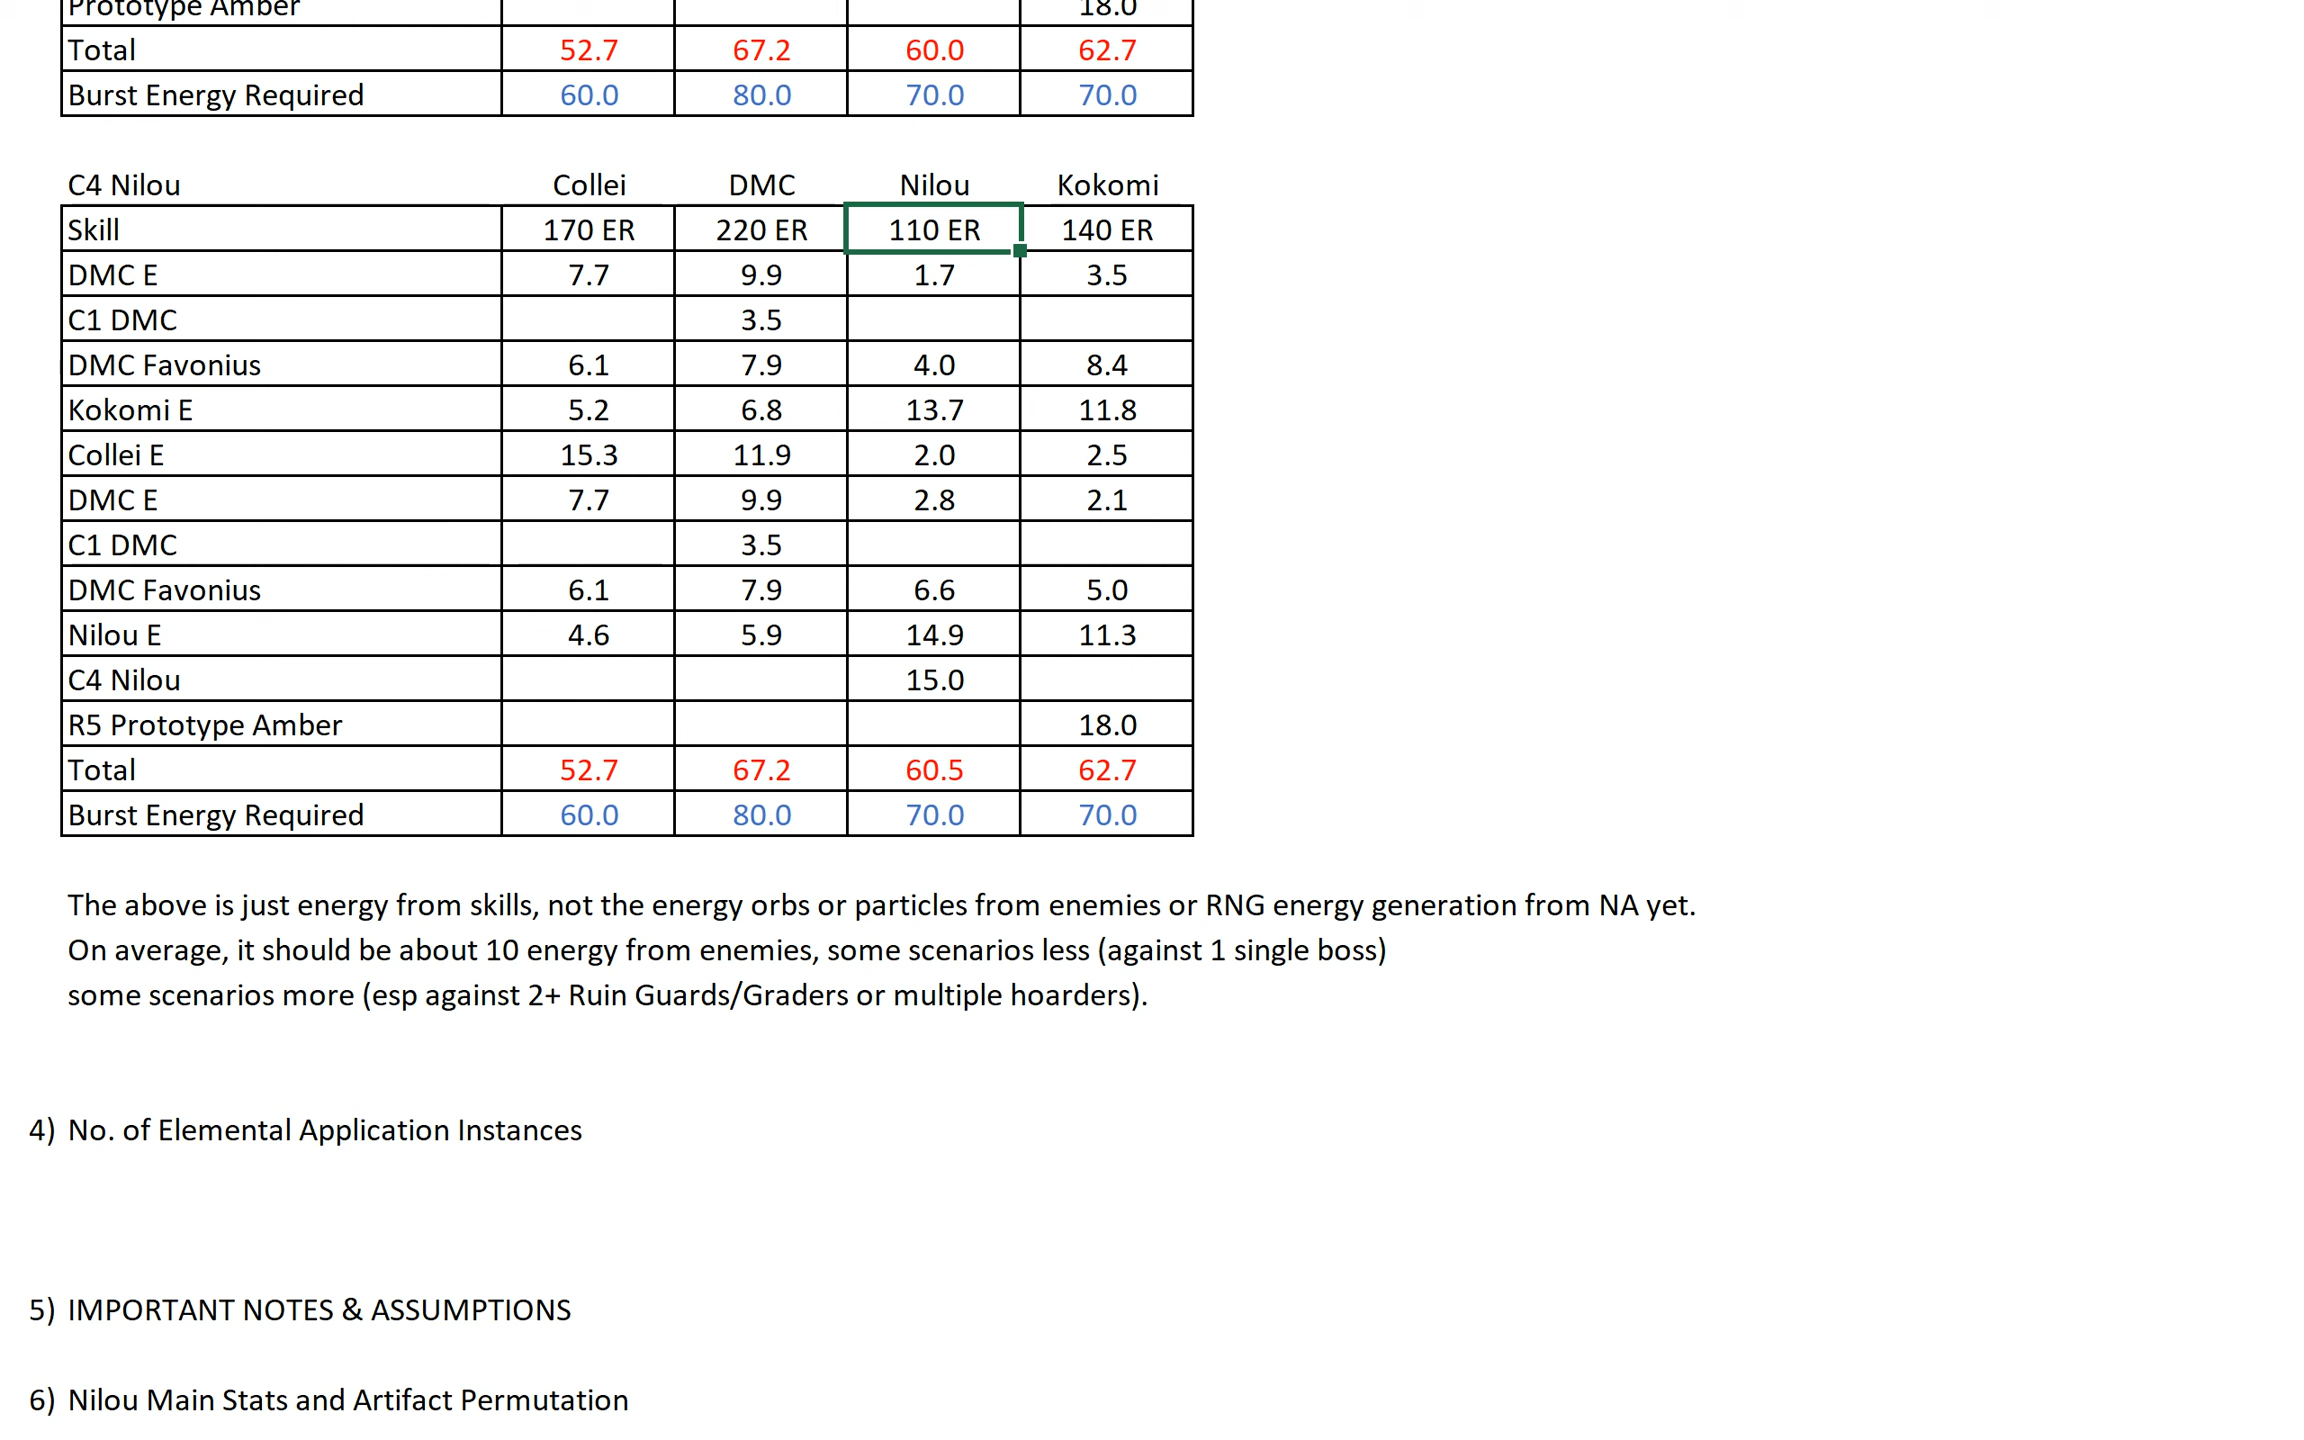 Prototype Amber 18.0
Total 52.7 67.2 60.0 62.7
Burst Energy Required 60.0 80.0 70.0 70.0
C4 Nilou Collei DMC Nilou Kokomi
Skill 170 ER 220 ER 110 ER 140 ER
DMC E 7.7 9.9 1.7 3.5
C1 DMC 3.5
DMC Favonius 6.1 7.9 4.0 8.4
Kokomi E 5.2 6.8 13.7 11.8
Collei E 15.3 11.9 2.0 2.5
DMC E 7.7 9.9 2.8 2.1
C1 DMC 3.5
DMC Favonius 6.1 7.9 6.6 5.0
Nilou E 4.6 5.9 14.9 11.3
C4 Nilou 15.0
R5 Prototype Amber 18.0
Total 52.7 67.2 60.5 62.7
Burst Energy Required 60.0 80.0 70.0 70.0
The above is just energy from skills, not the energy orbs or particles from enemies or RNG energy generation from NA yet.
On average, it should be about 10 energy from enemies, some scenarios less (against 1 single boss)
some scenarios more (esp against 2+ Ruin Guards/Graders or multiple hoarders).
4) No. of Elemental Application Instances
5) IMPORTANT NOTES & ASSUMPTIONS
6) Nilou Main Stats and Artifact Permutation